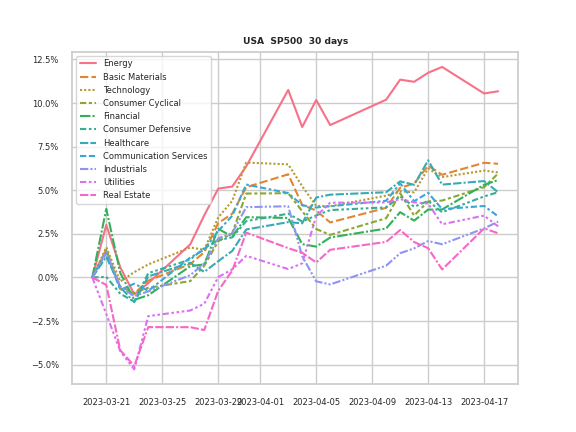 USA SP500 30 days
12.5%
10.0%
7.5%
5.0%
2.5%
0.0%
−2.5%
−5.0%
Energy
Basic Materials
Technology
Consumer Cyclical
Financial
Consumer Defensive
Healthcare
Communication Services
Industrials
Utilities
Real Estate
2023-03-21 2023-03-25 2023-03-29 2023-04-01 2023-04-05 2023-04-09 2023-04-13 2023-04-17